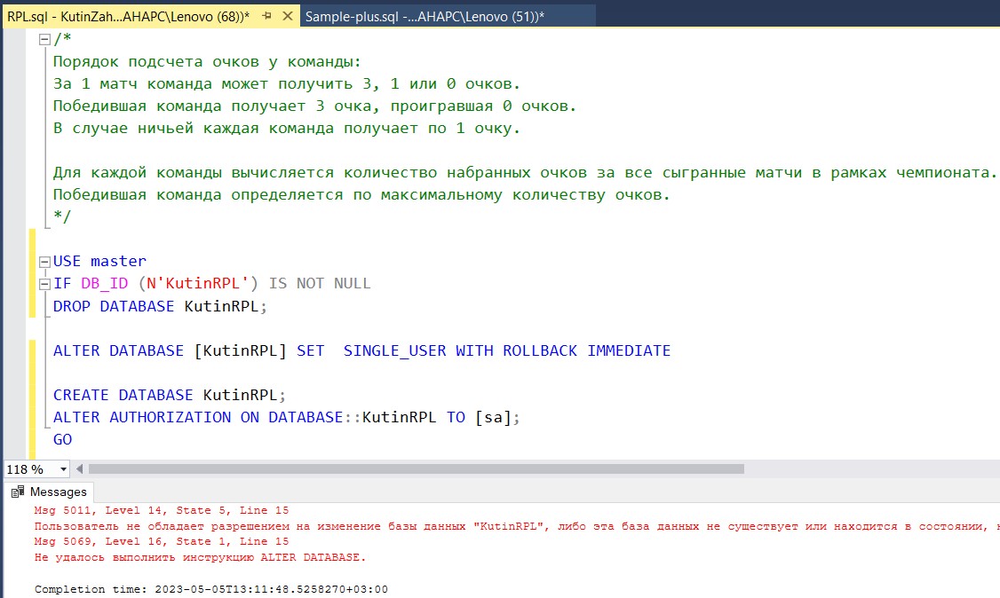 RPL.sql - KutinZah...AHAPC\Lenovo (68))*
Sample-plus.sql -...AHAPC\Lenovo (51))*
/*
Порядок подсчета очков у команды:
За 1 матч команда может получить 3, 1 или 0 очков.
Победившая команда получает 3 очка, проигравшая 0 очков.
В случае ничьей каждая команда получает по 1 очку.
Для каждой команды вычисляется количество набранных очков за все сыгранные матчи в рамках чемпионата.
Победившая команда определяется по максимальному количеству очков.
*/
USE master
IF DB_ID (N'KutinRPL') IS NOT NULL
DROP DATABASE KutinRPL;
ALTER DATABASE [KutinRPL] SET  SINGLE_USER WITH ROLLBACK IMMEDIATE
CREATE DATABASE KutinRPL;
ALTER AUTHORIZATION ON DATABASE::KutinRPL TO [sa];
GO
118 %
Messages
Msg 5011, Level 14, State 5, Line 15
Пользователь не обладает разрешением на изменение базы данных "KutinRPL", либо эта база данных не существует или находится в состоянии,
Msg 5069, Level 16, State 1, Line 15
Не удалось выполнить инструкцию ALTER DATABASE.
Completion time: 2023-05-05T13:11:48.5258270+03:00